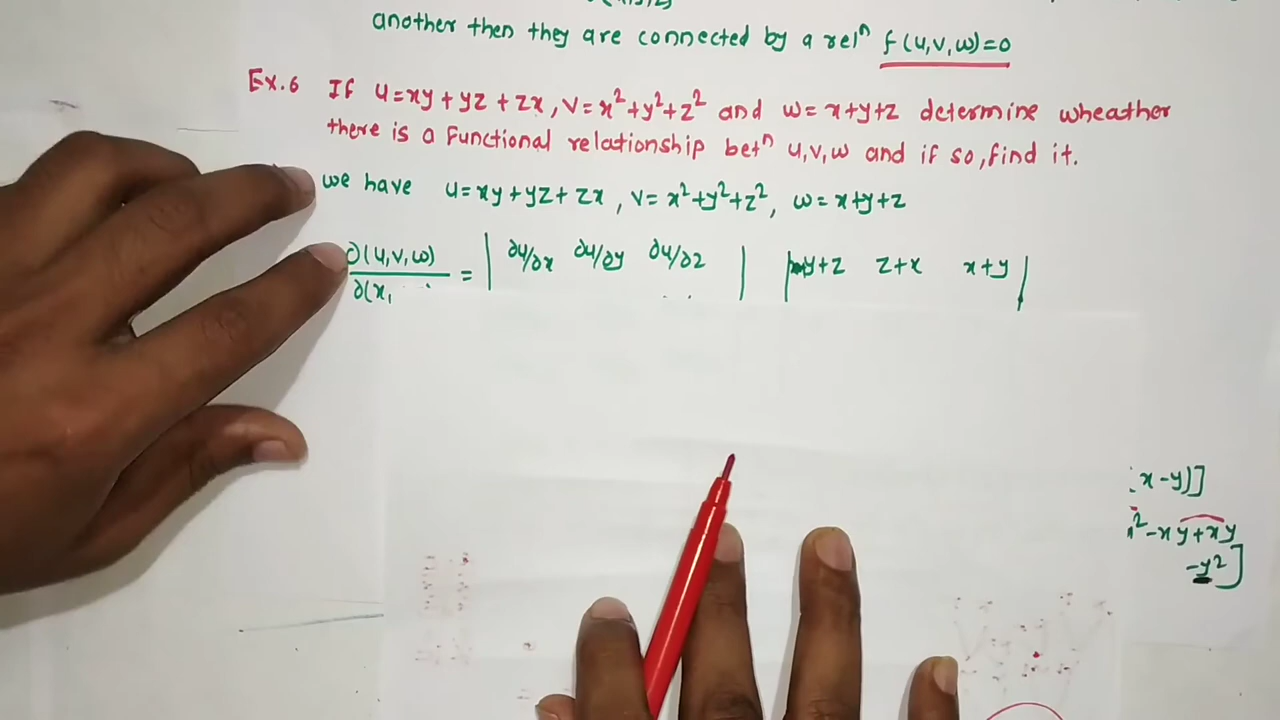 another then they are connected by a relⁿ f(u,v,w)=0
Ex.6 If u=xy+yz+zx, v=x²+y²+z² and w=x+y+z determine wheather
there is a functional relationship betⁿ u,v,w and if so,find it.
we have u=xy+yz+zx, v=x²+y²+z², w=x+y+z
∂(u,v,w) = | ∂u/∂x ∂u/∂y ∂u/∂z | | y+z z+x x+y |
∂(x,
x-y)]
x²-xy+xy
-y²]